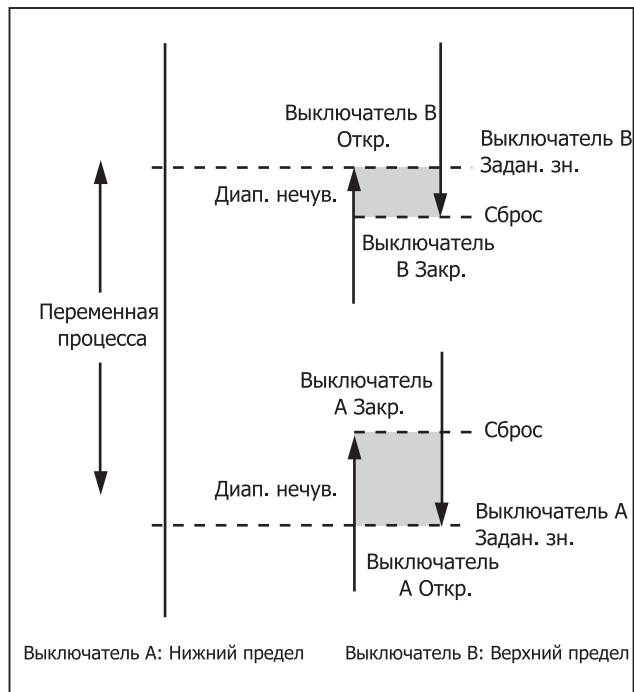 Выключатель B
Откр.
Выключатель B
Задан. зн.
Диап. нечув.
Сброс
Выключатель
B Закр.
Переменная
процесса
Выключатель
A Закр.
Сброс
Диап. нечув.
Выключатель A
Задан. зн.
Выключатель
A Откр.
Выключатель A: Нижний предел
Выключатель B: Верхний предел